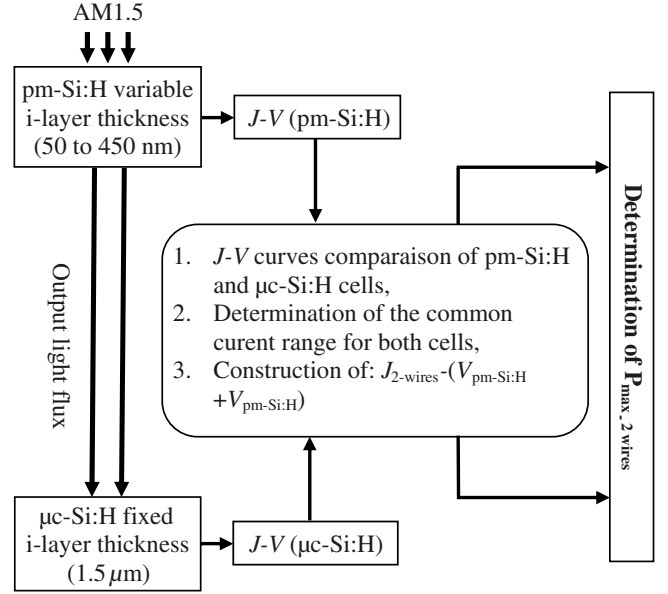 AM1.5
pm-Si:H variable
i-layer thickness
(50 to 450 nm)
J-V (pm-Si:H)
Output light flux
1. J-V curves comparaison of pm-Si:H
and µc-Si:H cells,
2. Determination of the common
curent range for both cells,
3. Construction of: J2-wires-(Vpm-Si:H
+Vpm-Si:H)
Determination of Pmax_2 wires
µc-Si:H fixed
i-layer thickness
(1.5 µm)
J-V (µc-Si:H)